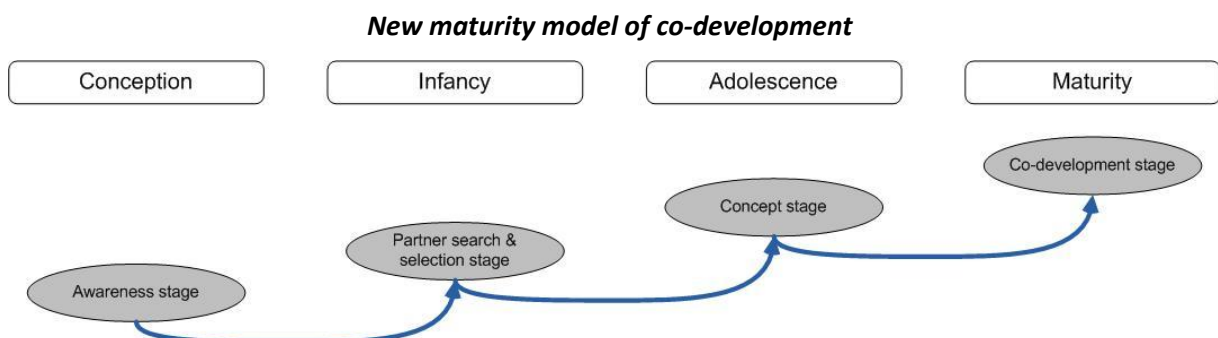 New maturity model of co-development
Conception
Infancy
Adolescence
Maturity
Co-development stage
Concept stage
Partner search &
selection stage
Awareness stage